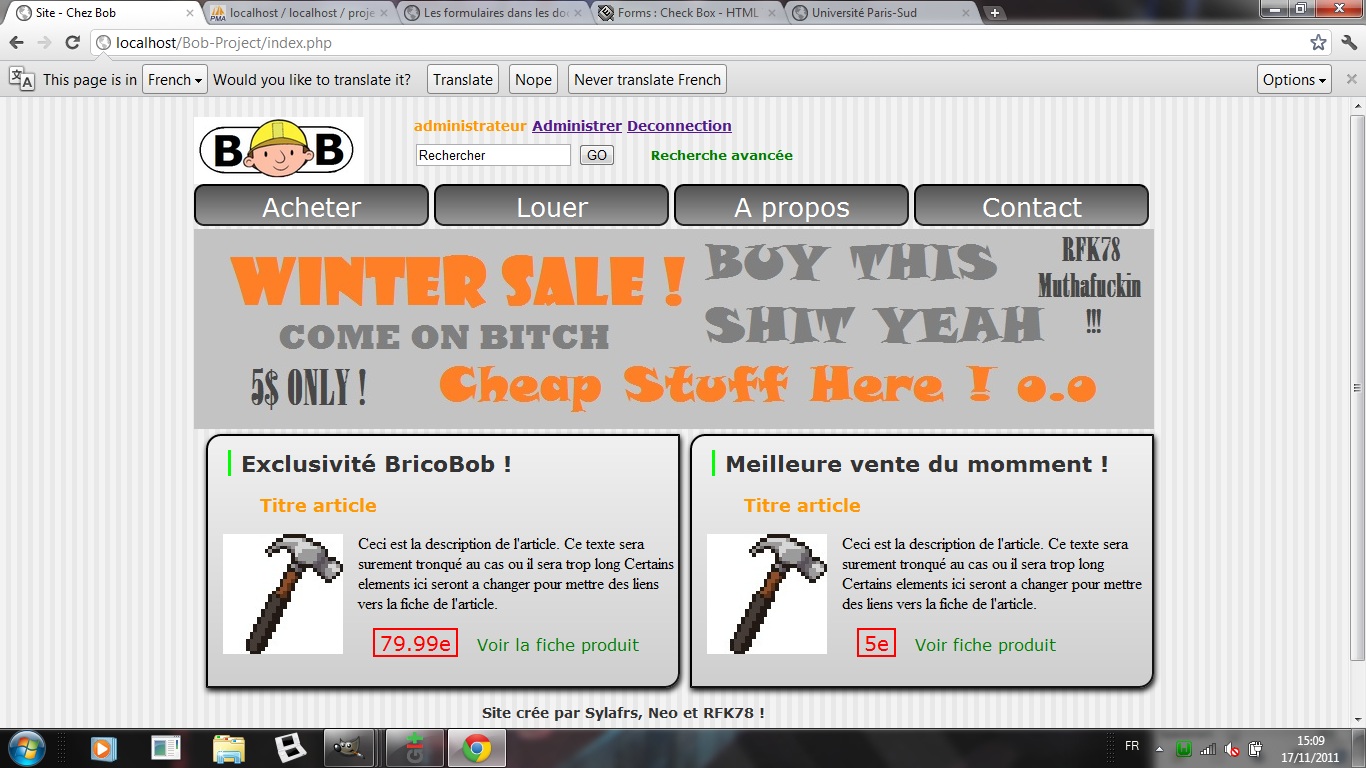 Site - Chez Bob
localhost / localhost / proje
Les formulaires dans les do
Forms : Check Box - HTML
Université Paris-Sud
localhost/Bob-Project/index.php
This page is in French Would you like to translate it? Translate Nope Never translate French Options
BOB
administrateur Administrer Deconnection
Rechercher GO Recherche avancée
Acheter Louer A propos Contact
WINTER SALE !
COME ON BITCH
5$ ONLY !
BUY THIS
SHIT YEAH
RFK78
Muthafuckin
!!!
Cheap Stuff Here ! o.o
Exclusivité BricoBob !
Titre article
Ceci est la description de l'article. Ce texte sera
surement tronqué au cas ou il sera trop long Certains
elements ici seront a changer pour mettre des liens
vers la fiche de l'article.
79.99e Voir la fiche produit
Meilleure vente du momment !
Titre article
Ceci est la description de l'article. Ce texte sera
surement tronqué au cas ou il sera trop long
Certains elements ici seront a changer pour mettre
des liens vers la fiche de l'article.
5e Voir fiche produit
Site crée par Sylafrs, Neo et RFK78 !
FR
15:09
17/11/2011